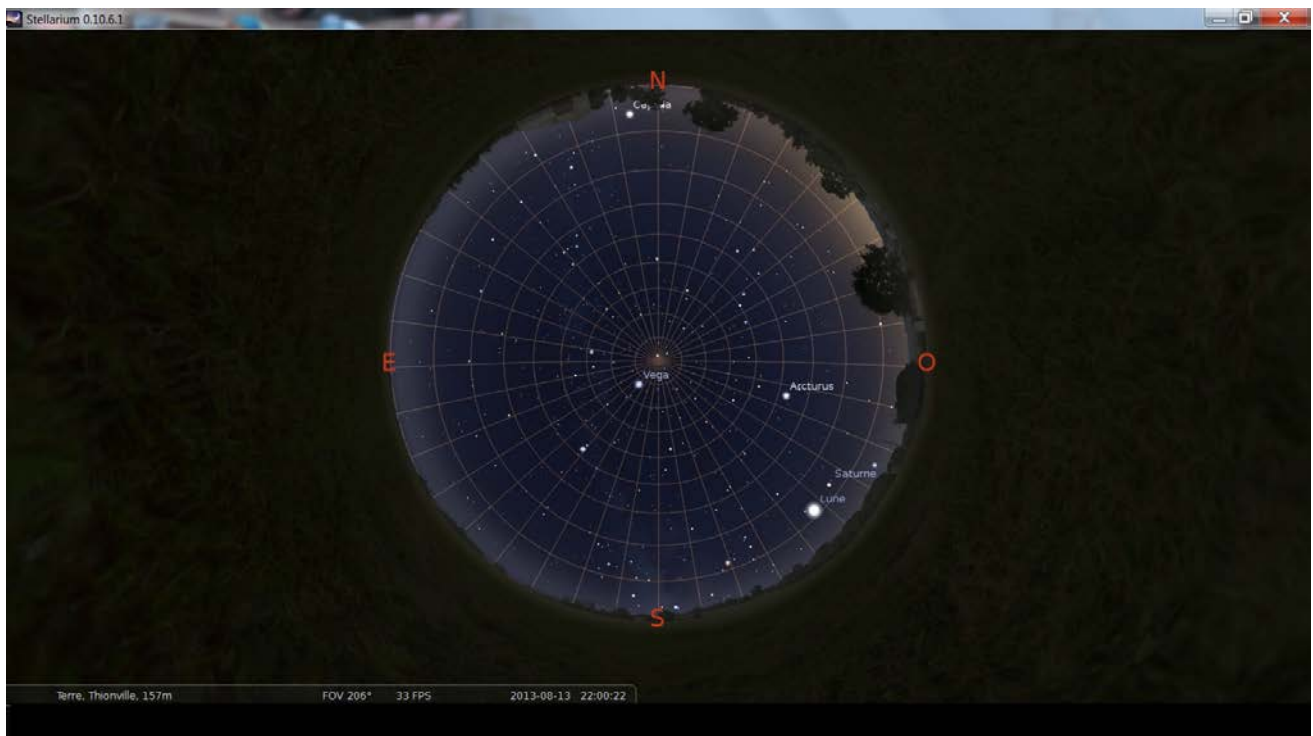 Stellarium 0.10.6.1
N
Vega
E
O
Arcturus
Saturne
Lune
S
Terre, Thionville, 157m FOV 206° 33 FPS 2013-08-13 22:00:22